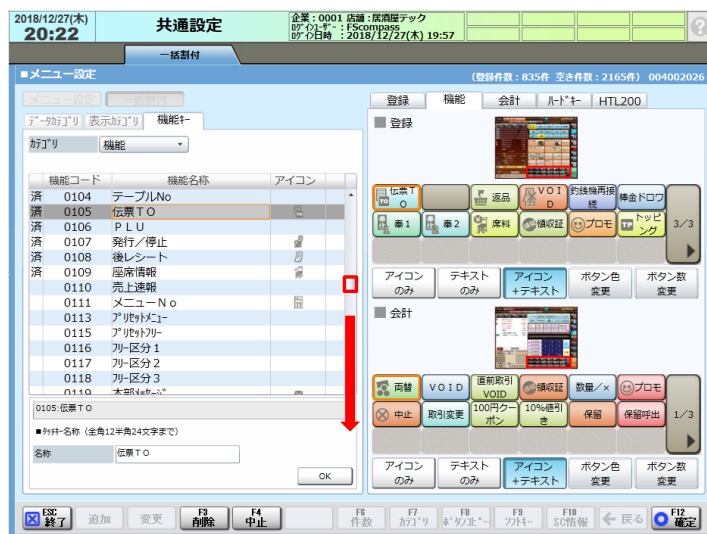 2018/12/27(木)
20:22
共通設定
企業：0001 店舗：居酒屋テック
ﾛｸﾞｲﾝﾕｰｻﾞｰ：FScompass
ﾛｸﾞｲﾝ日時 ：2018/12/27(木) 19:57
?
一括割付
■メニュー設定
(登録件数：835件 空き件数：2165件) 004002026
メニュー設定 一括割付
ﾃﾞｰﾀｶﾃｺﾞﾘ 表示ｶﾃｺﾞﾘ 機能ｷｰ
ｶﾃｺﾞﾘ 機能
機能コード 機能名称 アイコン
済 0104 テーブルNo
済 0105 伝票ＴＯ
済 0106 ＰＬＵ
済 0107 発行／停止
済 0108 後レシート
済 0109 座席情報
0110 売上速報
0111 メニューＮｏ
0113 ﾌﾟﾘｾｯﾄﾒﾆｭｰ
0115 ﾌﾟﾘｾｯﾄﾌﾘｰ
0116 ﾌﾘｰ区分１
0117 ﾌﾘｰ区分２
0118 ﾌﾘｰ区分３
0119 本部ﾒｯｾｰｼﾞ
0105:伝票ＴＯ
■ﾀｯﾁｷｰ名称（全角12半角24文字まで）
名称 伝票ＴＯ
OK
登録 機能 会計 ﾊｰﾄﾞｷｰ HTL200
■ 登録
伝票Ｔ
Ｏ
返品
ＶＯＩ
Ｄ
釣銭機再接
続
棒金ドロワ
奉１
奉２
席料
領収証
プロモ
トッピ
ング
3／3
アイコン
のみ
テキスト
のみ
アイコン
+テキスト
ボタン色
変更
ボタン数
変更
■ 会計
両替
ＶＯＩＤ
直前取引
VOID
領収証
数量／×
プロモ
中止
取引変更
100円クー
ポン
10%値引
き
保留
保留呼出
1／3
アイコン
のみ
テキスト
のみ
アイコン
+テキスト
ボタン色
変更
ボタン数
変更
ESC
終了
追加
変更
F3
削除
F4
中止
F6
件数
F7
ｶﾃｺﾞﾘ
F8
ﾎﾞﾀﾝｺﾋﾟｰ
F9
ｿﾌﾄｷｰ
F10
SC情報
戻る
F12
確定